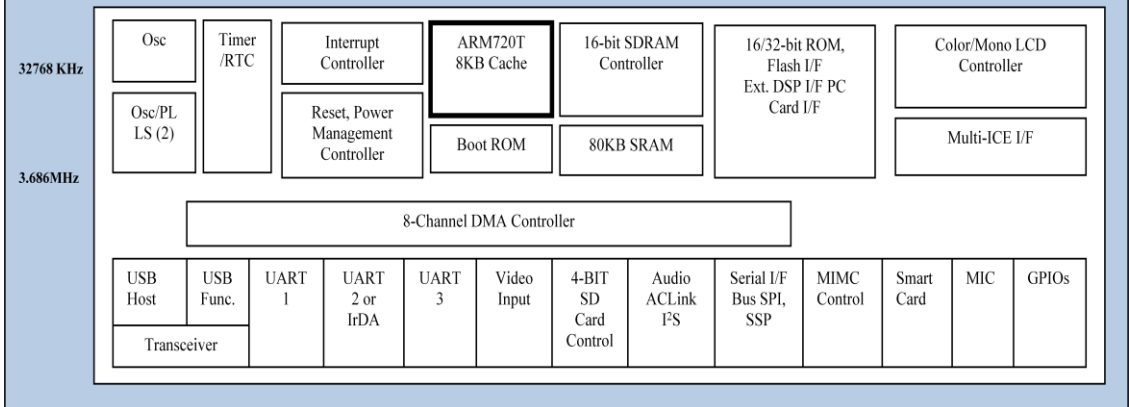 32768 KHz
3.686MHz
Osc
Osc/PL
LS (2)
Timer
/RTC
Interrupt
Controller
Reset, Power
Management
Controller
ARM720T
8KB Cache
Boot ROM
16-bit SDRAM
Controller
80KB SRAM
16/32-bit ROM,
Flash I/F
Ext. DSP I/F PC
Card I/F
Color/Mono LCD
Controller
Multi-ICE I/F
8-Channel DMA Controller
USB
Host
USB
Func.
Transceiver
UART
1
UART
2 or
IrDA
UART
3
Video
Input
4-BIT
SD
Card
Control
Audio
ACLink
I²S
Serial I/F
Bus SPI,
SSP
MIMC
Control
Smart
Card
MIC
GPIOs